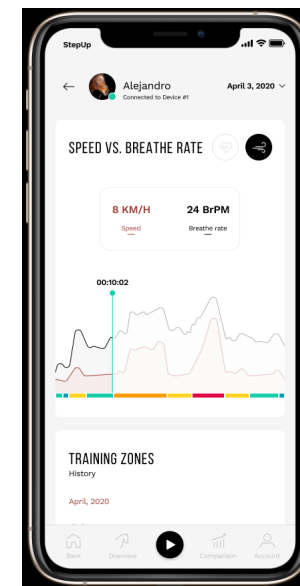 StepUp
Alejandro
April 3, 2020
Connected to Device #1
SPEED VS. BREATHE RATE
8 KM/H
24 BrPM
Speed
Breathe rate
00:10:02
TRAINING ZONES
History
April, 2020
Barn
Overview
Comparison
Account